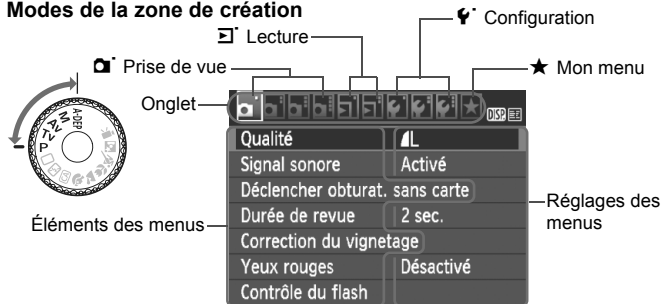 Modes de la zone de création
Configuration
Lecture
Prise de vue
Mon menu
Onglet
DISP.
A-DEP
M
Av
Tv
P
Qualité L
Signal sonore Activé
Déclencher obturat. sans carte
Durée de revue 2 sec.
Correction du vignetage
Yeux rouges Désactivé
Contrôle du flash
Éléments des menus
Réglages des
menus